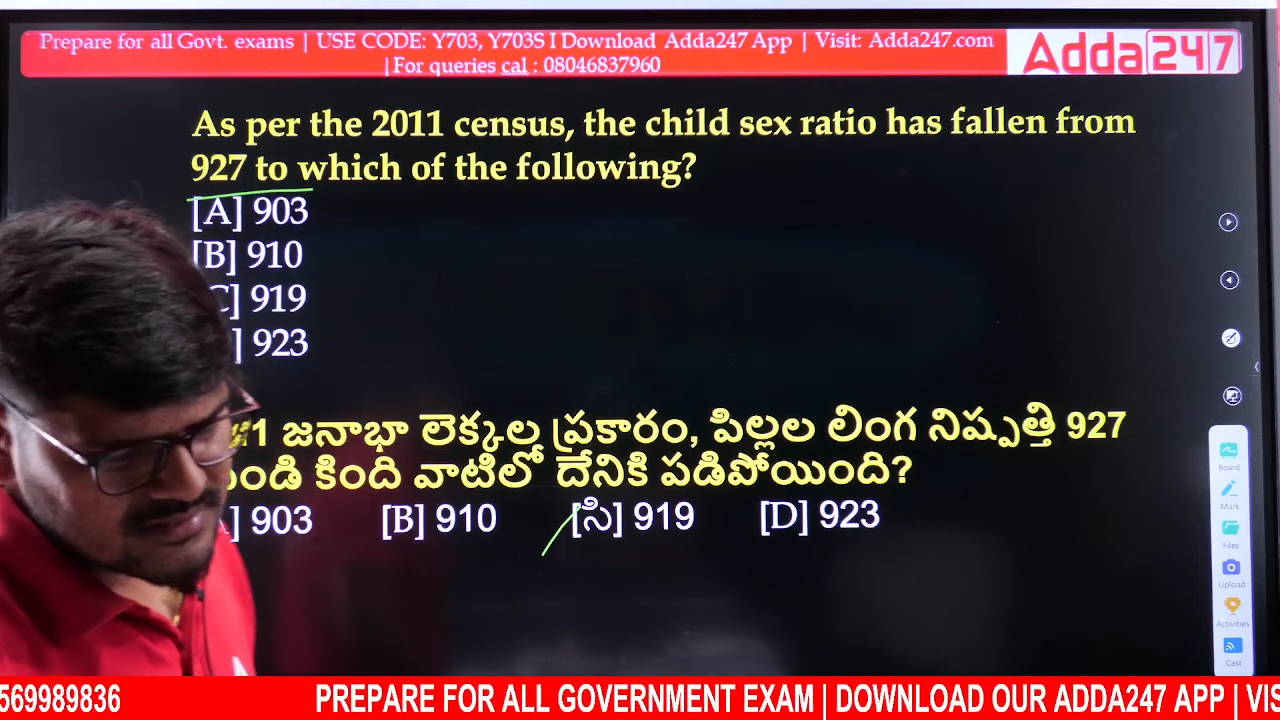 Prepare for all Govt. exams | USE CODE: Y703, Y703S I Download Adda247 App | Visit: Adda247.com
|For queries cal : 08046837960
Adda247
As per the 2011 census, the child sex ratio has fallen from
927 to which of the following?
[A] 903
[B] 910
C] 919
] 923
1 జనాభా లెక్కల ప్రకారం, పిల్లల లింగ నిష్పత్తి 927
నుండి కింది వాటిలో దేనికి పడిపోయింది?
] 903 [B] 910 [సి] 919 [D] 923
Board
Mark
Files
Upload
Activities
Cast
569989836 PREPARE FOR ALL GOVERNMENT EXAM | DOWNLOAD OUR ADDA247 APP | VIS